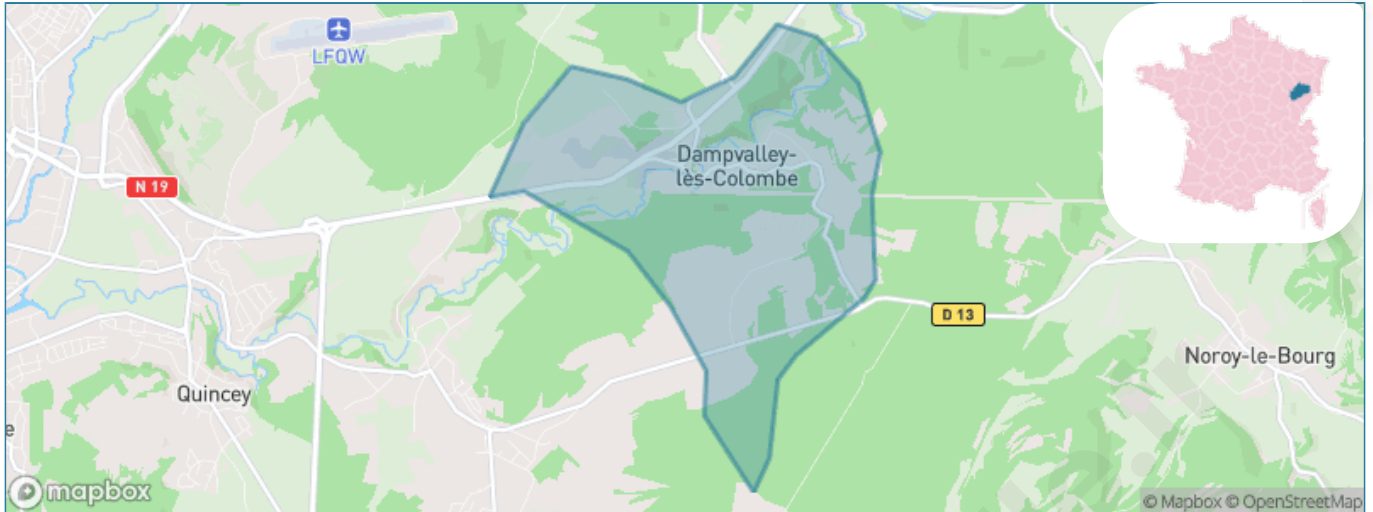 LFQW
Dampvalley-
lès-Colombe
N 19
D 13
Noroy-le-Bourg
Quincey
e
mapbox
© Mapbox © OpenStreetMap